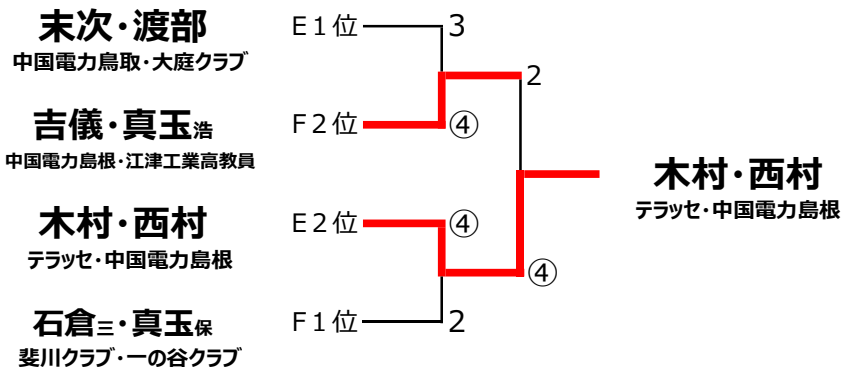 末次・渡部
中国電力鳥取・大庭クラブ
E1位
3
2
吉儀・真玉浩
中国電力島根・江津工業高教員
F2位
④
木村・西村
テラッセ・中国電力島根
木村・西村
テラッセ・中国電力島根
E2位
④
④
石倉三・真玉保
斐川クラブ・一の谷クラブ
F1位
2